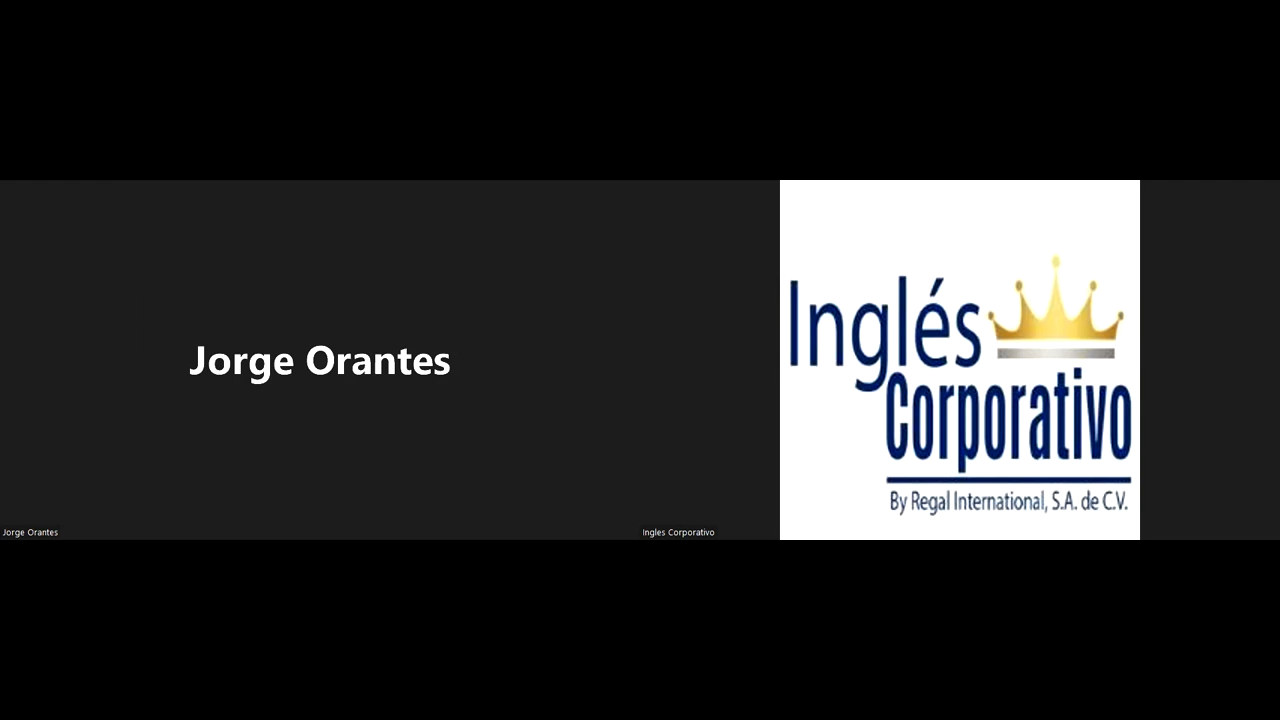 Jorge Orantes
Jorge Orantes
Inglés
Corporativo
By Regal International, S.A. de C.V.
Ingles Corporativo